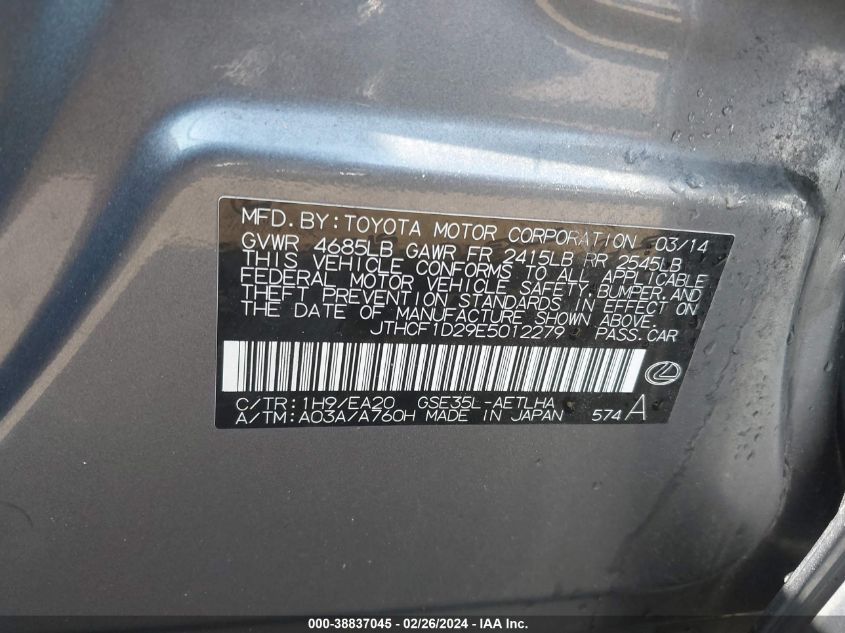 MFD. BY: TOYOTA MOTOR CORPORATION 03/14
GVWR 4685LB GAWR FR 2415LB RR 2545LB
THIS VEHICLE CONFORMS TO ALL APPLICABLE
FEDERAL MOTOR VEHICLE SAFETY, BUMPER, AND
THEFT PREVENTION STANDARDS IN EFFECT ON
THE DATE OF MANUFACTURE SHOWN ABOVE.
JTHCF1D29E5012279 PASS. CAR
C/TR: 1H9/EA20 GSE35L-AETLHA
A/TM: A03A/A760H MADE IN JAPAN 574 A
000-38837045 - 02/26/2024 - IAA Inc.